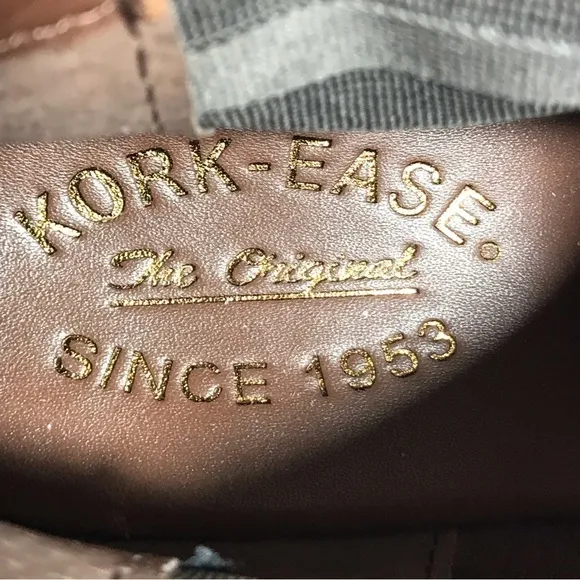 KORK-EASE.
The Original
SINCE 1953